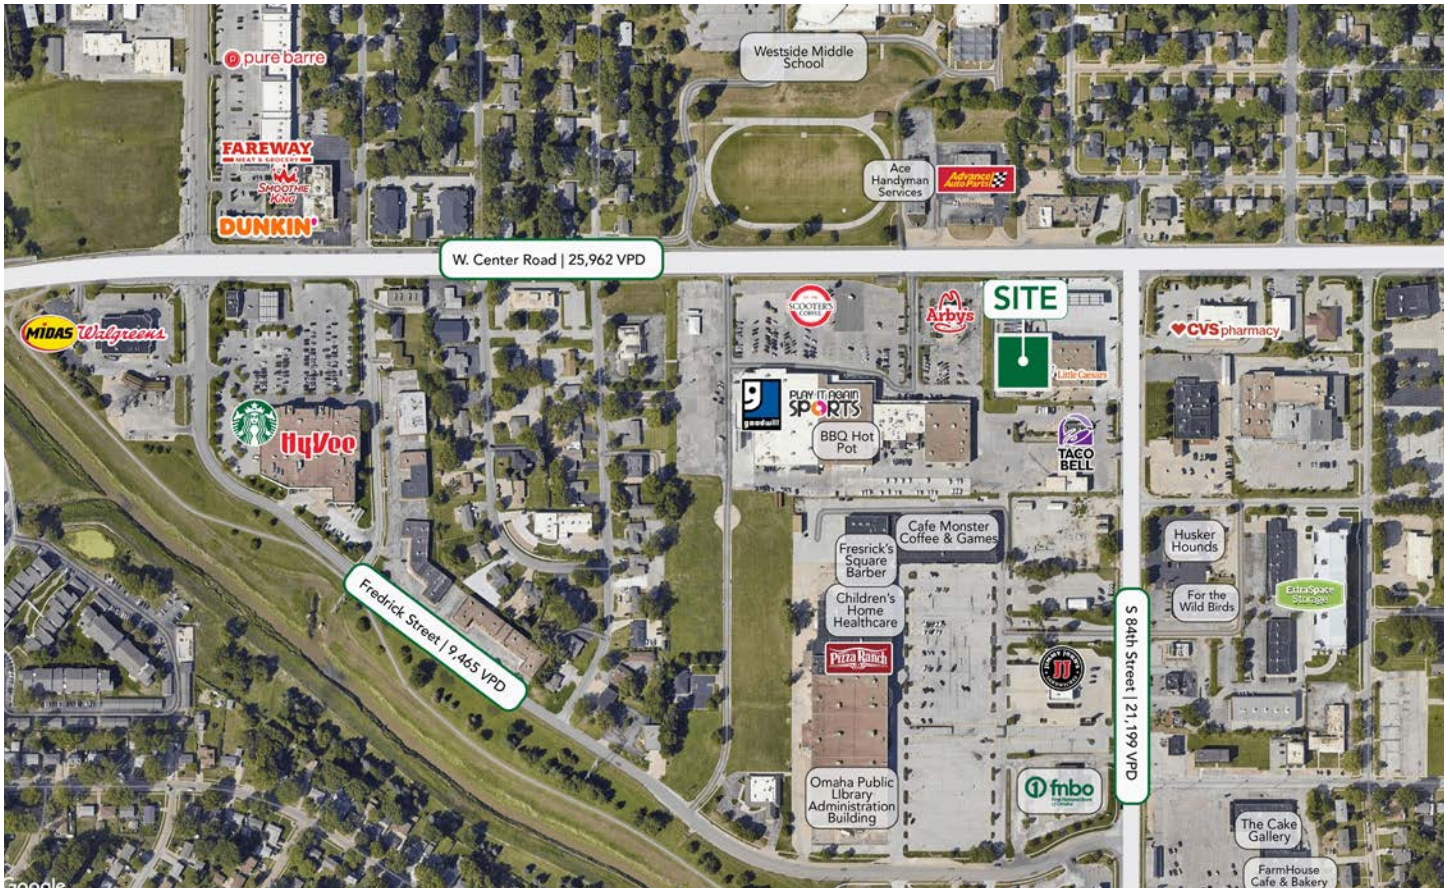 Westside Middle
School
pure barre
FAREWAY
MEAT & GROCERY
SMOOTHIE
KING
DUNKIN'
Ace
Handyman
Services
Advance
Auto Parts
W. Center Road | 25,962 VPD
MIDAS
Walgreens
SCOOTER'S
COFFEE
Arby's
SITE
CVS pharmacy
Little Caesars
HyVee
goodwill
PLAY IT AGAIN
SPORTS
BBQ Hot
Pot
TACO
BELL
Cafe Monster
Coffee & Games
Fresrick's
Square
Barber
Children's
Home
Healthcare
Pizza Ranch
Husker
Hounds
For the
Wild Birds
ExtraSpace
Storage
Fredrick Street | 9,465 VPD
JIMMY JOHN'S
JJ
S 84th Street | 21,199 VPD
Omaha Public
LIbrary
Administration
Building
fnbo
The Cake
Gallery
FarmHouse
Cafe & Bakery
Google